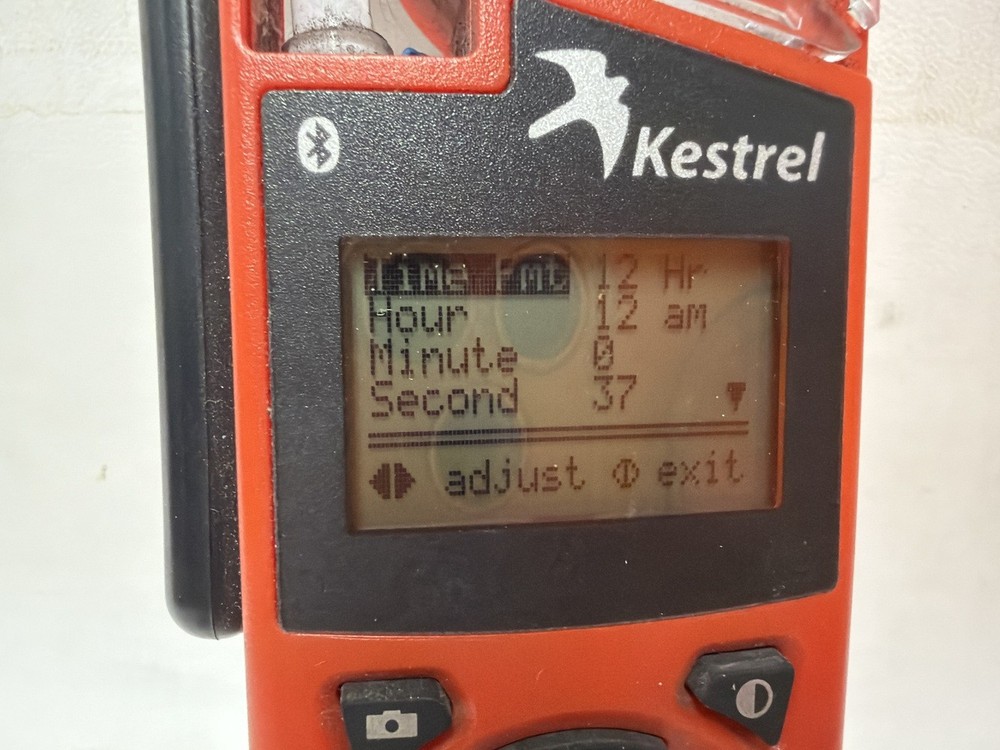 Kestrel
Time Fmt 12 Hr
Hour 12 am
Minute 0
Second 37
adjust exit